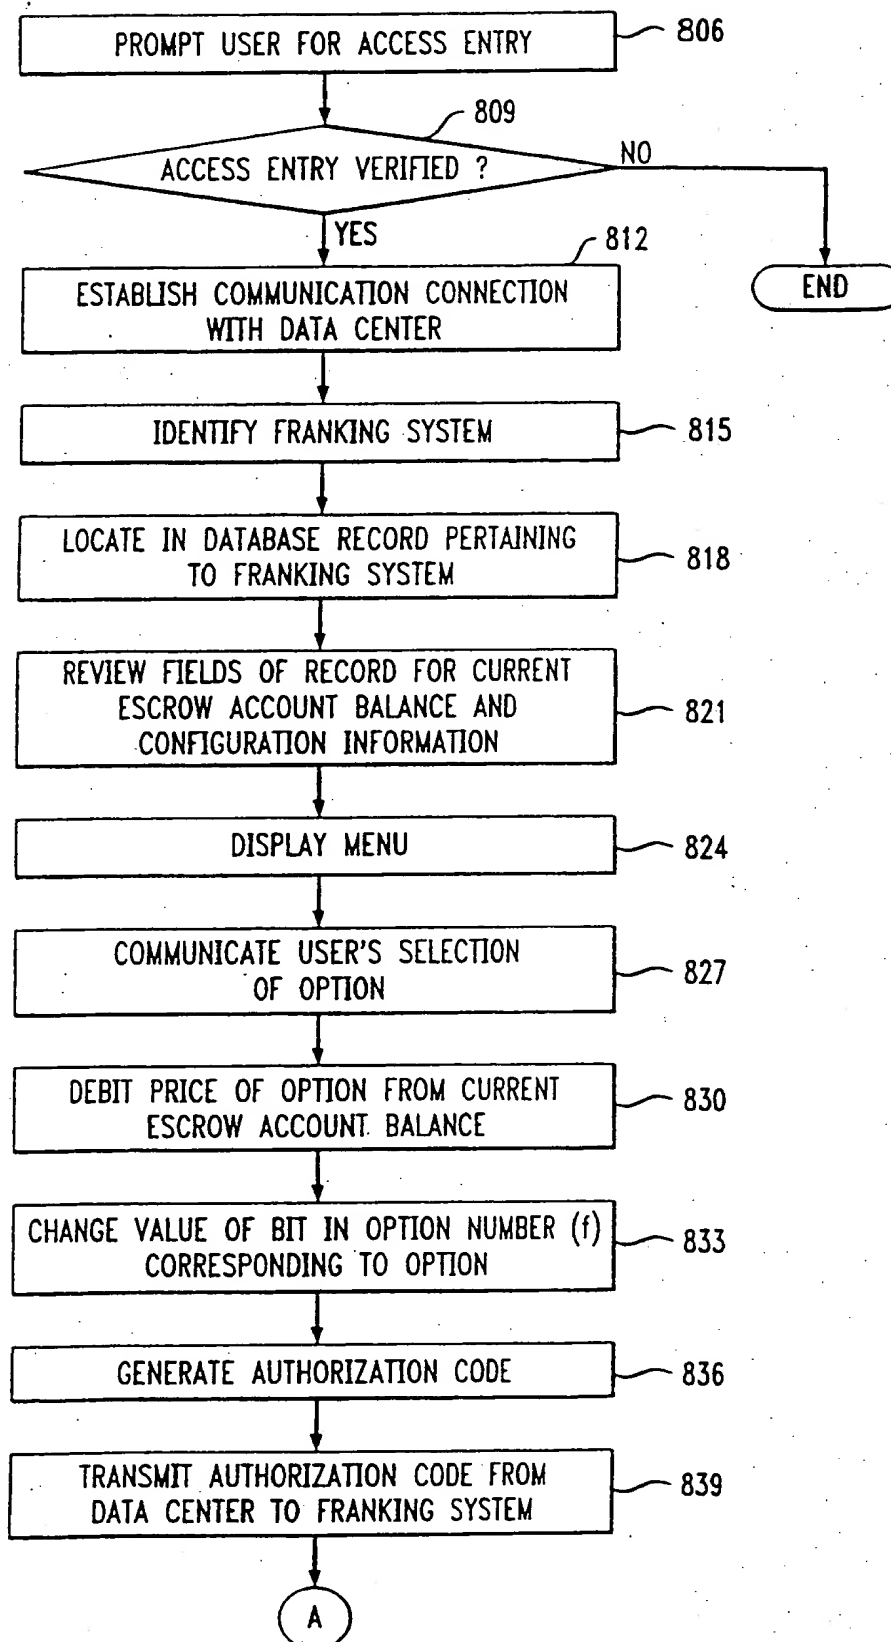 PROMPT USER FOR ACCESS ENTRY
806
809
ACCESS ENTRY VERIFIED ?
NO
YES
812
END
ESTABLISH COMMUNICATION CONNECTION
WITH DATA CENTER
IDENTIFY FRANKING SYSTEM
815
LOCATE IN DATABASE RECORD PERTAINING
TO FRANKING SYSTEM
818
REVIEW FIELDS OF RECORD FOR CURRENT
ESCROW ACCOUNT BALANCE AND
CONFIGURATION INFORMATION
821
DISPLAY MENU
824
COMMUNICATE USER'S SELECTION
OF OPTION
827
DEBIT PRICE OF OPTION FROM CURRENT
ESCROW ACCOUNT BALANCE
830
CHANGE VALUE OF BIT IN OPTION NUMBER (f)
CORRESPONDING TO OPTION
833
GENERATE AUTHORIZATION CODE
836
TRANSMIT AUTHORIZATION CODE FROM
DATA CENTER TO FRANKING SYSTEM
839
A